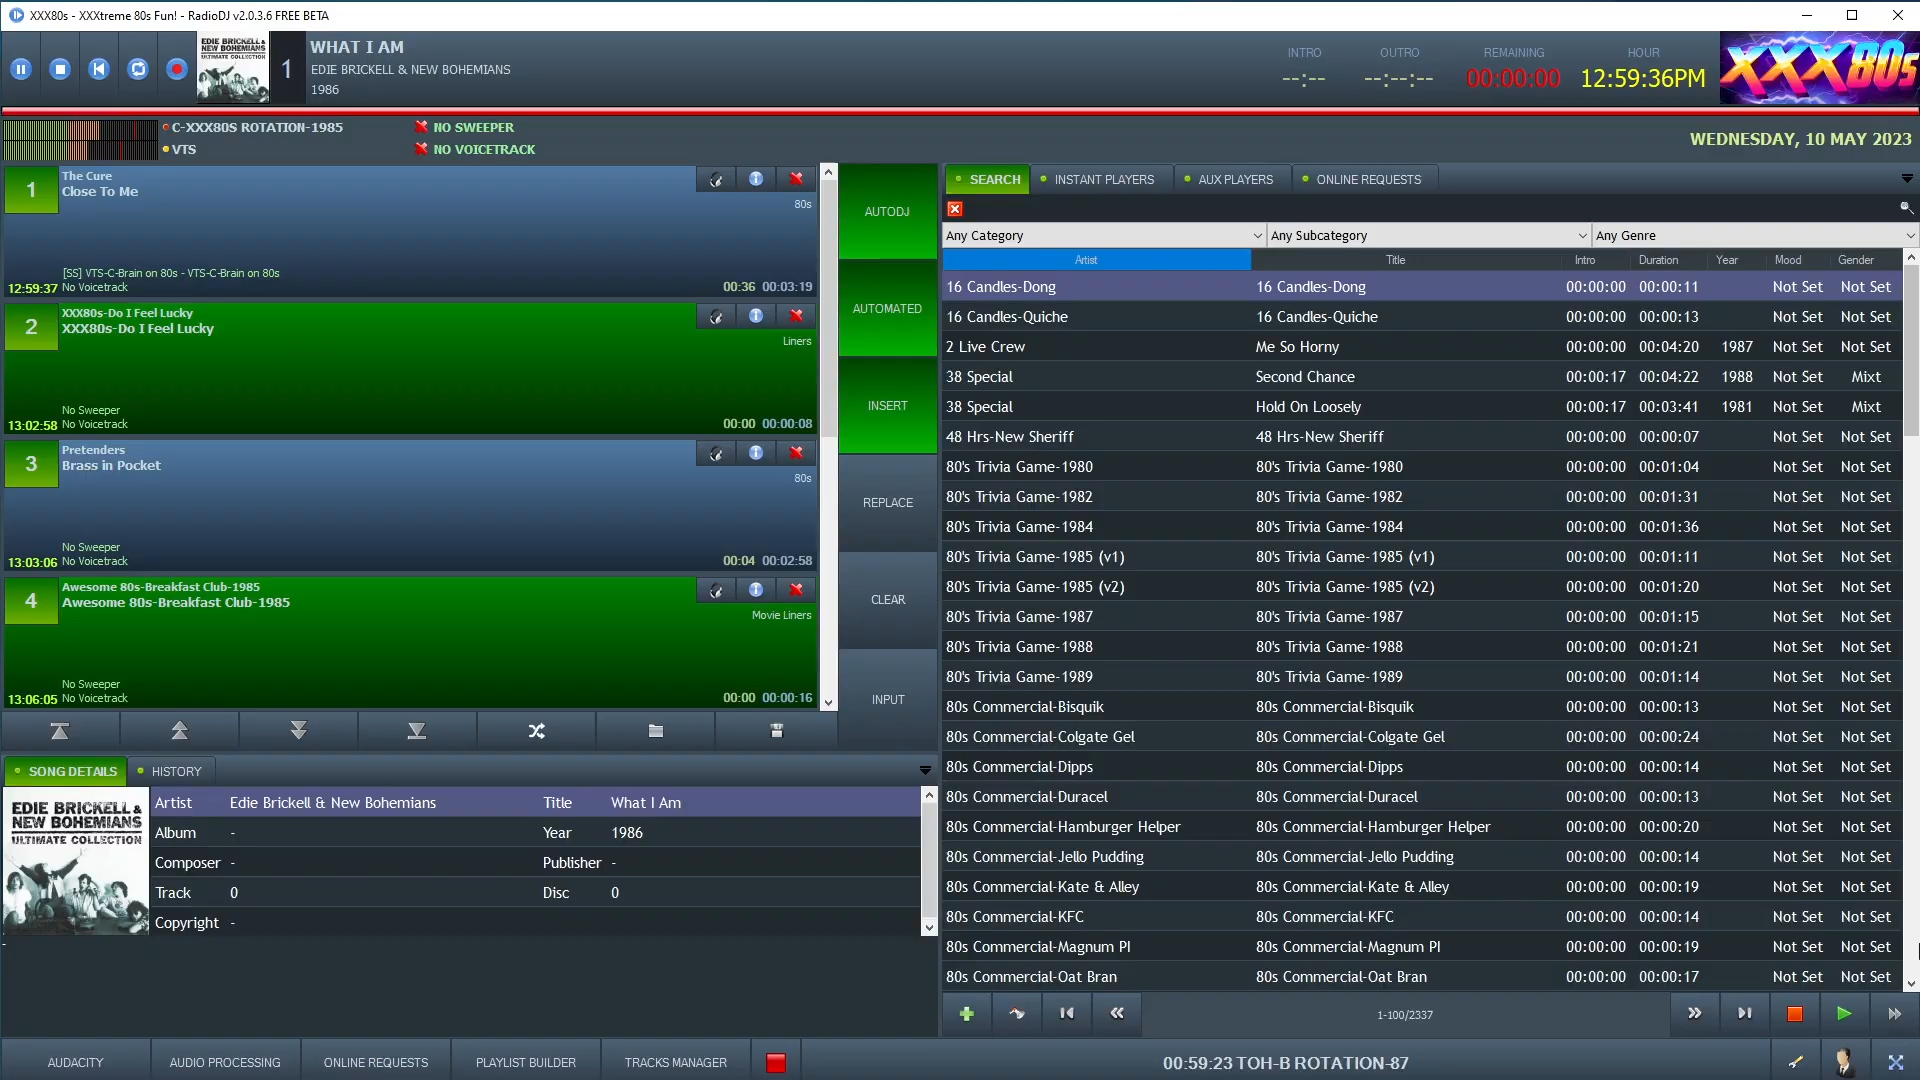 XXX80s - XXXtreme 80s Fun! - RadioDJ v2.0.3.6 FREE BETA
EDIE BRICKELL &
NEW BOHEMIANS
ULTIMATE COLLECTION
1
WHAT I AM
EDIE BRICKELL & NEW BOHEMIANS
1986
INTRO
--:--
OUTRO
--:--:--
REMAINING
00:00:00
HOUR
12:59:36PM
XXX80s
C-XXX80S ROTATION-1985
VTS
NO SWEEPER
NO VOICETRACK
WEDNESDAY, 10 MAY 2023
1
The Cure
Close To Me
80s
[SS] VTS-C-Brain on 80s - VTS-C-Brain on 80s
12:59:37 No Voicetrack 00:36 00:03:19
2
XXX80s-Do I Feel Lucky
XXX80s-Do I Feel Lucky
Liners
No Sweeper
13:02:58 No Voicetrack 00:00 00:00:08
3
Pretenders
Brass in Pocket
80s
No Sweeper
13:03:06 No Voicetrack 00:04 00:02:58
4
Awesome 80s-Breakfast Club-1985
Awesome 80s-Breakfast Club-1985
Movie Liners
No Sweeper
13:06:05 No Voicetrack 00:00 00:00:16
AUTODJ
AUTOMATED
INSERT
REPLACE
CLEAR
INPUT
SONG DETAILS HISTORY
EDIE BRICKELL &
NEW BOHEMIANS
ULTIMATE COLLECTION
Artist Edie Brickell & New Bohemians Title What I Am
Album - Year 1986
Composer - Publisher -
Track 0 Disc 0
Copyright -
-
SEARCH INSTANT PLAYERS AUX PLAYERS ONLINE REQUESTS
Any Category Any Subcategory Any Genre
Artist Title Intro Duration Year Mood Gender
16 Candles-Dong 16 Candles-Dong 00:00:00 00:00:11 Not Set Not Set
16 Candles-Quiche 16 Candles-Quiche 00:00:00 00:00:13 Not Set Not Set
2 Live Crew Me So Horny 00:00:00 00:04:20 1987 Not Set Not Set
38 Special Second Chance 00:00:17 00:04:22 1988 Not Set Mixt
38 Special Hold On Loosely 00:00:17 00:03:41 1981 Not Set Mixt
48 Hrs-New Sheriff 48 Hrs-New Sheriff 00:00:00 00:00:07 Not Set Not Set
80's Trivia Game-1980 80's Trivia Game-1980 00:00:00 00:01:04 Not Set Not Set
80's Trivia Game-1982 80's Trivia Game-1982 00:00:00 00:01:31 Not Set Not Set
80's Trivia Game-1984 80's Trivia Game-1984 00:00:00 00:01:36 Not Set Not Set
80's Trivia Game-1985 (v1) 80's Trivia Game-1985 (v1) 00:00:00 00:01:11 Not Set Not Set
80's Trivia Game-1985 (v2) 80's Trivia Game-1985 (v2) 00:00:00 00:01:20 Not Set Not Set
80's Trivia Game-1987 80's Trivia Game-1987 00:00:00 00:01:15 Not Set Not Set
80's Trivia Game-1988 80's Trivia Game-1988 00:00:00 00:01:21 Not Set Not Set
80's Trivia Game-1989 80's Trivia Game-1989 00:00:00 00:01:14 Not Set Not Set
80s Commercial-Bisquik 80s Commercial-Bisquik 00:00:00 00:00:13 Not Set Not Set
80s Commercial-Colgate Gel 80s Commercial-Colgate Gel 00:00:00 00:00:24 Not Set Not Set
80s Commercial-Dipps 80s Commercial-Dipps 00:00:00 00:00:14 Not Set Not Set
80s Commercial-Duracel 80s Commercial-Duracel 00:00:00 00:00:13 Not Set Not Set
80s Commercial-Hamburger Helper 80s Commercial-Hamburger Helper 00:00:00 00:00:20 Not Set Not Set
80s Commercial-Jello Pudding 80s Commercial-Jello Pudding 00:00:00 00:00:14 Not Set Not Set
80s Commercial-Kate & Alley 80s Commercial-Kate & Alley 00:00:00 00:00:19 Not Set Not Set
80s Commercial-KFC 80s Commercial-KFC 00:00:00 00:00:14 Not Set Not Set
80s Commercial-Magnum PI 80s Commercial-Magnum PI 00:00:00 00:00:19 Not Set Not Set
80s Commercial-Oat Bran 80s Commercial-Oat Bran 00:00:00 00:00:17 Not Set Not Set
1-100/2337
AUDACITY AUDIO PROCESSING ONLINE REQUESTS PLAYLIST BUILDER TRACKS MANAGER
00:59:23 TOH-B ROTATION-87